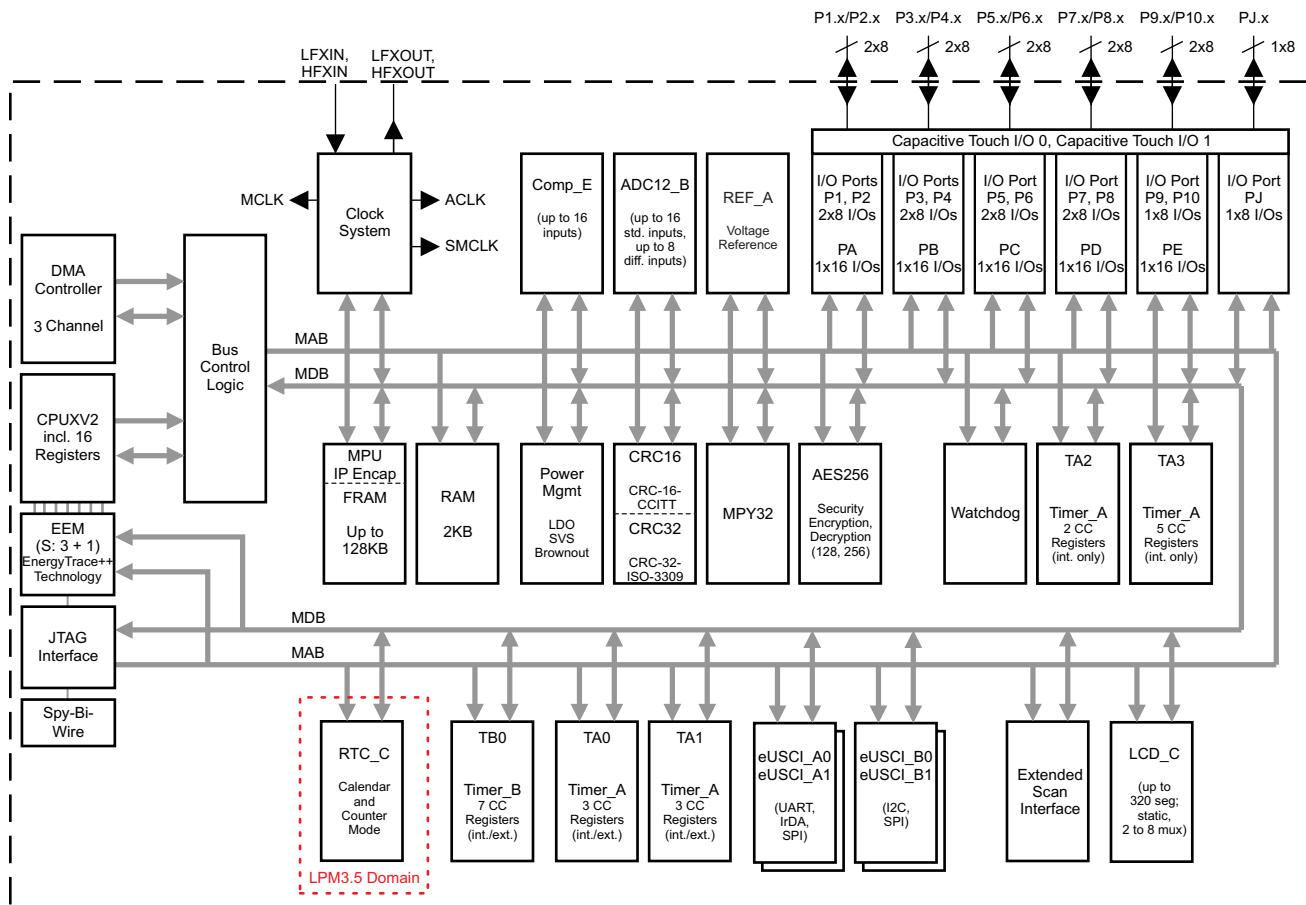 P1.x/P2.x
P3.x/P4.x
P5.x/P6.x
P7.x/P8.x
P9.x/P10.x
PJ.x
2x8
2x8
2x8
2x8
2x8
1x8
LFXIN,
HFXIN
LFXOUT,
HFXOUT
Capacitive Touch I/O 0, Capacitive Touch I/O 1
MCLK
Clock
System
ACLK
SMCLK
Comp_E
(up to 16
inputs)
ADC12_B
(up to 16
std. inputs,
up to 8
diff. inputs)
REF_A
Voltage
Reference
I/O Ports
P1, P2
2x8 I/Os
PA
1x16 I/Os
I/O Ports
P3, P4
2x8 I/Os
PB
1x16 I/Os
I/O Port
P5, P6
2x8 I/Os
PC
1x16 I/Os
I/O Port
P7, P8
2x8 I/Os
PD
1x16 I/Os
I/O Port
P9, P10
1x8 I/Os
PE
1x16 I/Os
I/O Port
PJ
1x8 I/Os
DMA
Controller
3 Channel
Bus
Control
Logic
MAB
MDB
CPUXV2
incl. 16
Registers
MPU
IP Encap
FRAM
Up to
128KB
RAM
2KB
Power
Mgmt
LDO
SVS
Brownout
CRC16
CRC-16-
CCITT
CRC32
CRC-32-
ISO-3309
MPY32
AES256
Security
Encryption,
Decryption
(128, 256)
Watchdog
TA2
Timer_A
2 CC
Registers
(int. only)
TA3
Timer_A
5 CC
Registers
(int. only)
EEM
(S: 3 + 1)
EnergyTrace++
Technology
MDB
MAB
JTAG
Interface
Spy-Bi-
Wire
RTC_C
Calendar
and
Counter
Mode
LPM3.5 Domain
TB0
Timer_B
7 CC
Registers
(int./ext.)
TA0
Timer_A
3 CC
Registers
(int./ext.)
TA1
Timer_A
3 CC
Registers
(int./ext.)
eUSCI_A0
eUSCI_A1
(UART,
IrDA,
SPI)
eUSCI_B0
eUSCI_B1
(I2C,
SPI)
Extended
Scan
Interface
LCD_C
(up to
320 seg;
static,
2 to 8 mux)